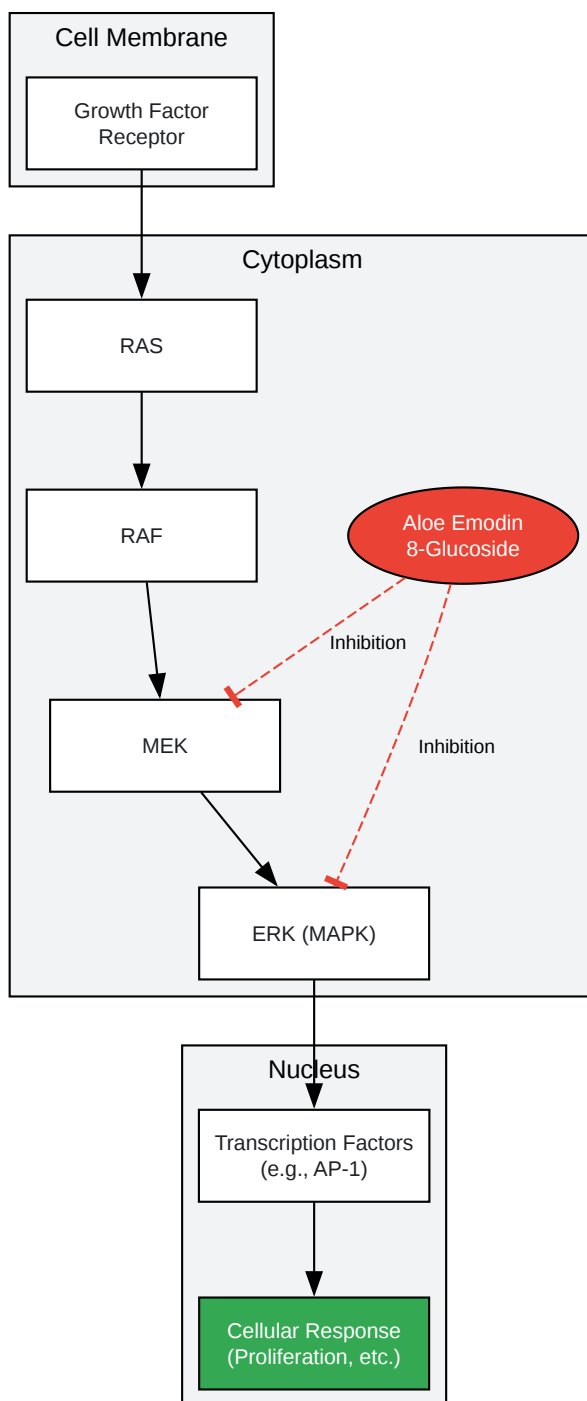 Cell Membrane
Growth Factor
Receptor
Cytoplasm
RAS
RAF
Aloe Emodin
8-Glucoside
Inhibition
MEK
Inhibition
ERK (MAPK)
Nucleus
Transcription Factors
(e.g., AP-1)
Cellular Response
(Proliferation, etc.)